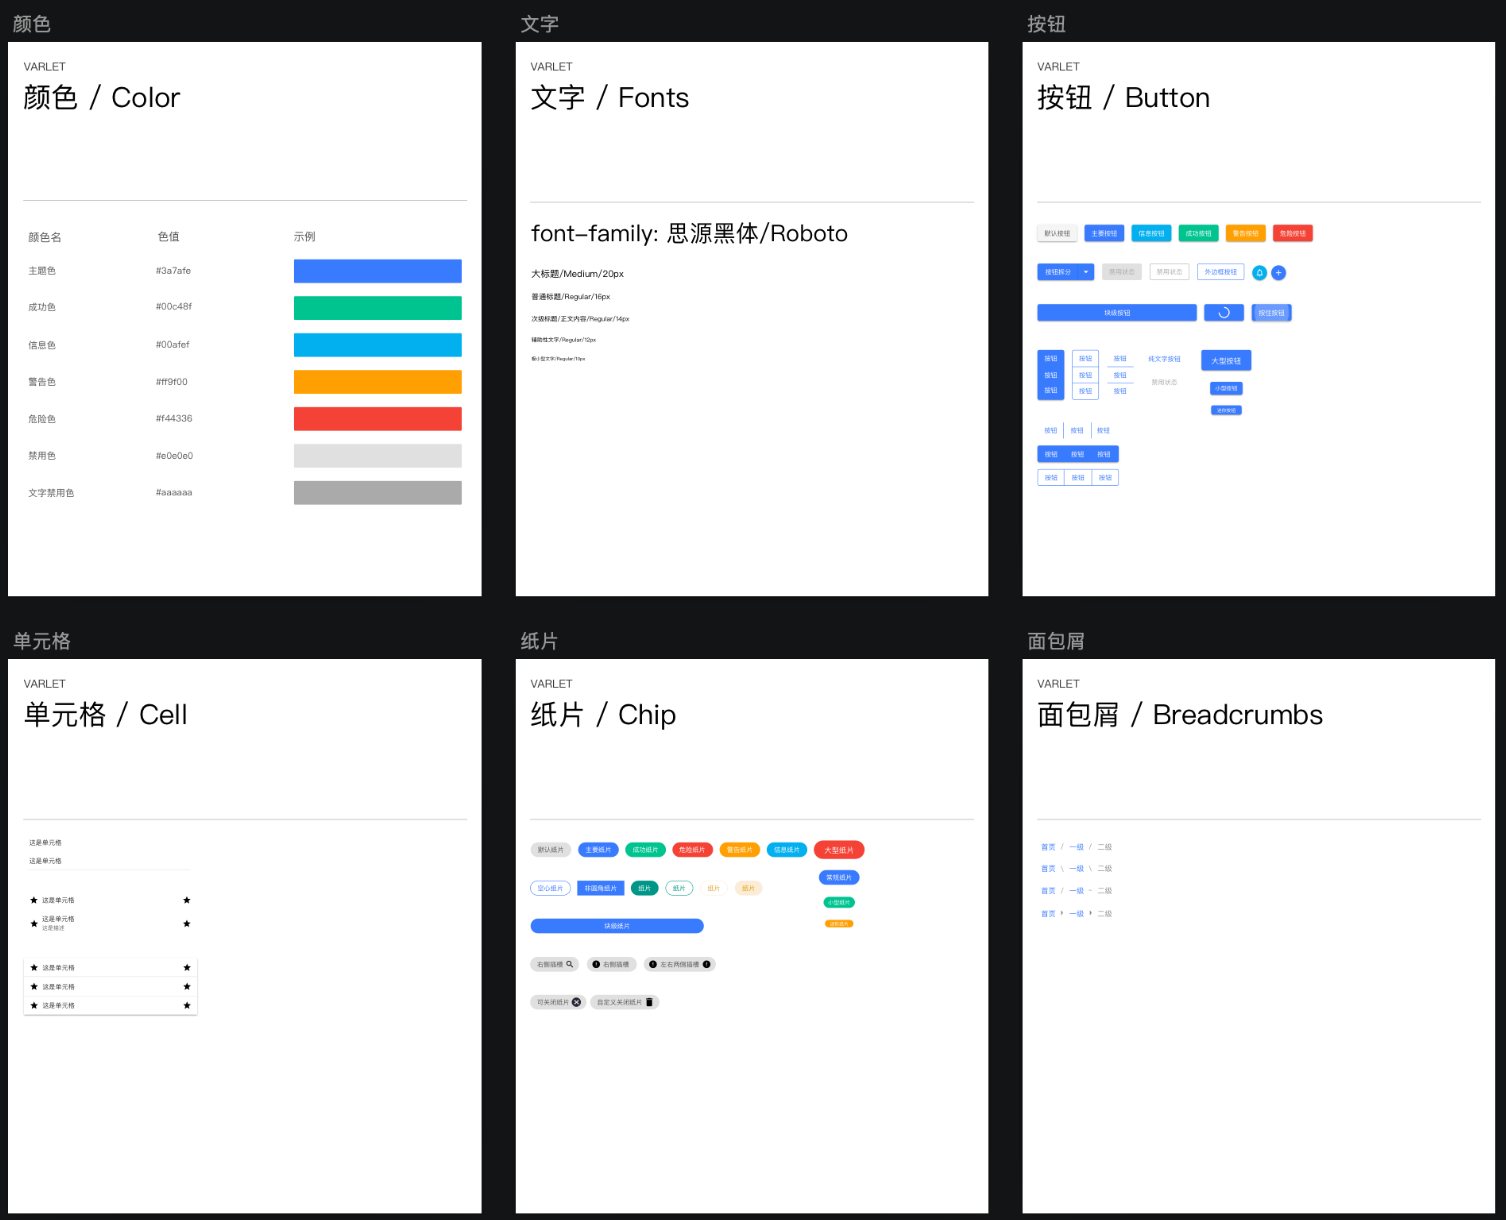 颜色
VARLET
颜色 / Color
颜色名 色值 示例
主题色 #3a7afe
成功色 #00c48f
信息色 #00afef
警告色 #ff9f00
危险色 #f44336
禁用色 #e0e0e0
文字禁用色 #aaaaaa
文字
VARLET
文字 / Fonts
font-family: 思源黑体/Roboto
大标题/Medium/20px
普通标题/Regular/16px
次级标题/正文内容/Regular/14px
辅助性文字/Regular/12px
极小型文字/Regular/10px
按钮
VARLET
按钮 / Button
默认按钮 主要按钮 信息按钮 成功按钮 警告按钮 危险按钮
按钮拆分 禁用状态 禁用状态 外边框按钮
块级按钮 按住按钮
按钮 按钮 按钮 纯文字按钮 大型按钮
按钮 按钮 按钮 禁用状态
按钮 按钮 按钮 小型按钮
迷你按钮
按钮 按钮 按钮
按钮 按钮 按钮
按钮 按钮 按钮
单元格
VARLET
单元格 / Cell
这是单元格
这是单元格
这是单元格
这是单元格
这是描述
这是单元格
这是单元格
这是单元格
纸片
VARLET
纸片 / Chip
默认纸片 主要纸片 成功纸片 危险纸片 警告纸片 信息纸片 大型纸片
常规纸片
空心纸片 非圆角纸片 纸片 纸片 纸片 纸片
小型纸片
块级纸片
右侧插槽 右侧插槽 左右两侧插槽
可关闭纸片 自定义关闭纸片
面包屑
VARLET
面包屑 / Breadcrumbs
首页 / 一级 / 二级
首页 \ 一级 \ 二级
首页 / 一级 ~ 二级
首页 一级 二级